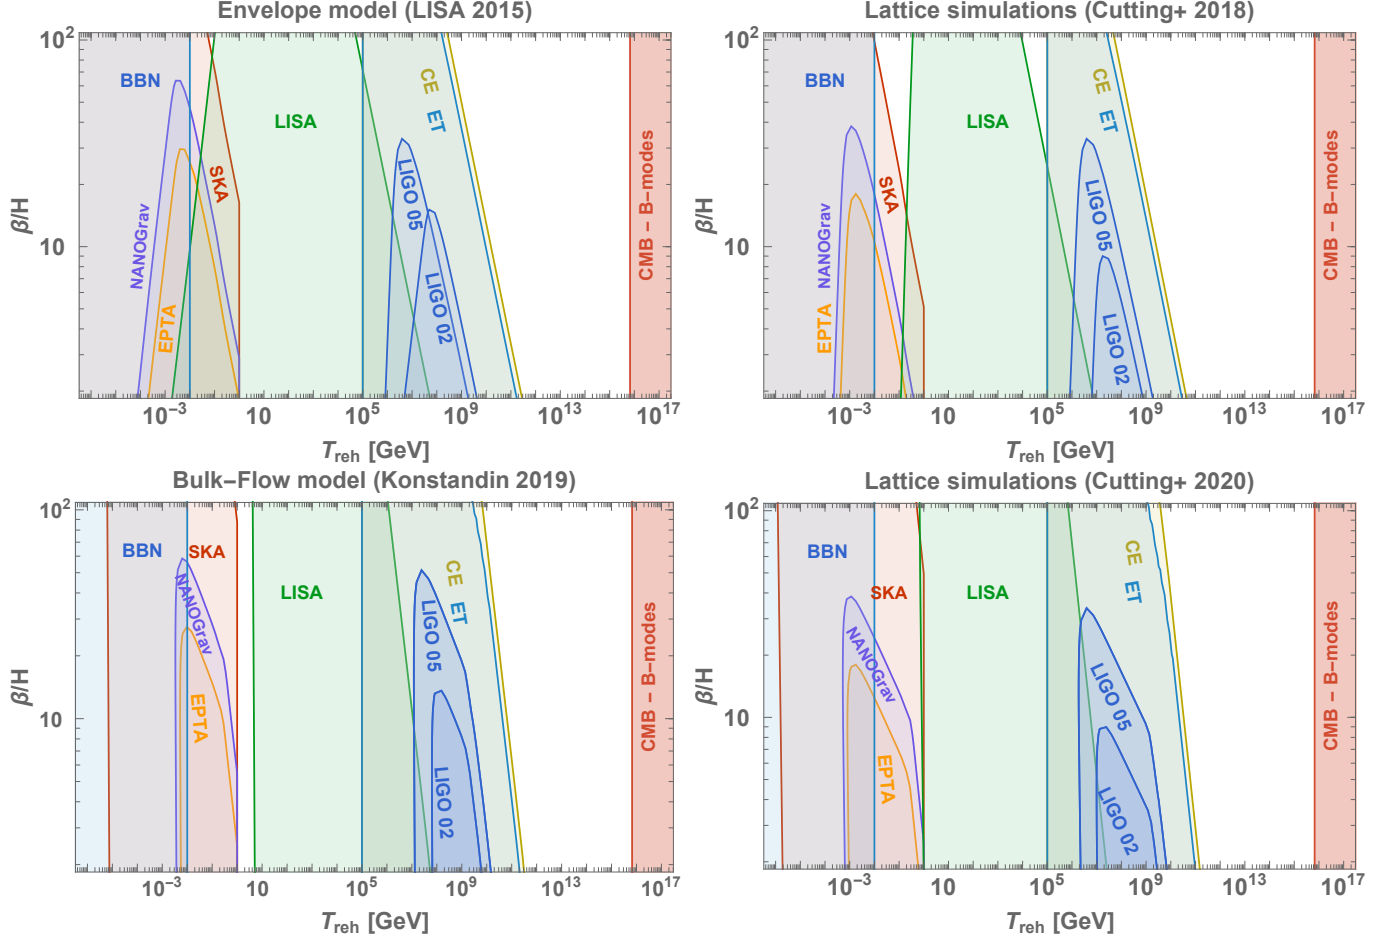 Envelope model (LISA 2015)
10²
10
β/H
BBN
NANOGrav
EPTA
SKA
LISA
LIGO 05
LIGO 02
CE
ET
CMB − B−modes
10⁻³ 10 10⁵ 10⁹ 10¹³ 10¹⁷
T_reh [GeV]
Lattice simulations (Cutting+ 2018)
10²
10
β/H
BBN
NANOGrav
EPTA
SKA
LISA
LIGO 05
LIGO 02
CE
ET
CMB − B−modes
10⁻³ 10 10⁵ 10⁹ 10¹³ 10¹⁷
T_reh [GeV]
Bulk−Flow model (Konstandin 2019)
10²
10
β/H
BBN
SKA
NANOGrav
EPTA
LISA
LIGO 05
LIGO 02
CE
ET
CMB − B−modes
10⁻³ 10 10⁵ 10⁹ 10¹³ 10¹⁷
T_reh [GeV]
Lattice simulations (Cutting+ 2020)
10²
10
β/H
BBN
SKA
NANOGrav
EPTA
LISA
LIGO 05
LIGO 02
CE
ET
CMB − B−modes
10⁻³ 10 10⁵ 10⁹ 10¹³ 10¹⁷
T_reh [GeV]